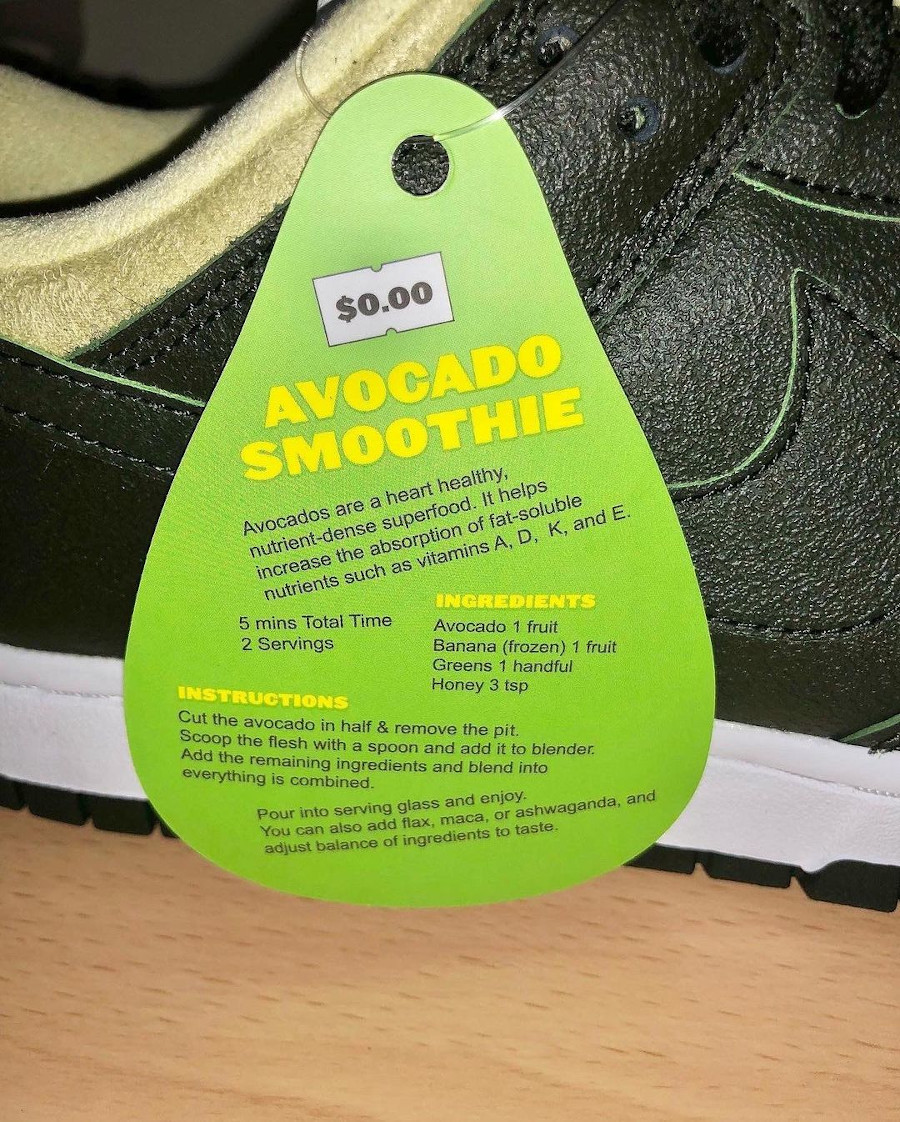 $0.00
AVOCADO
SMOOTHIE
Avocados are a heart healthy,
nutrient-dense superfood. It helps
increase the absorption of fat-soluble
nutrients such as vitamins A, D, K, and E.
5 mins Total Time
2 Servings
INGREDIENTS
Avocado 1 fruit
Banana (frozen) 1 fruit
Greens 1 handful
Honey 3 tsp
INSTRUCTIONS
Cut the avocado in half & remove the pit.
Scoop the flesh with a spoon and add it to blender.
Add the remaining ingredients and blend into
everything is combined.
Pour into serving glass and enjoy.
You can also add flax, maca, or ashwaganda, and
adjust balance of ingredients to taste.